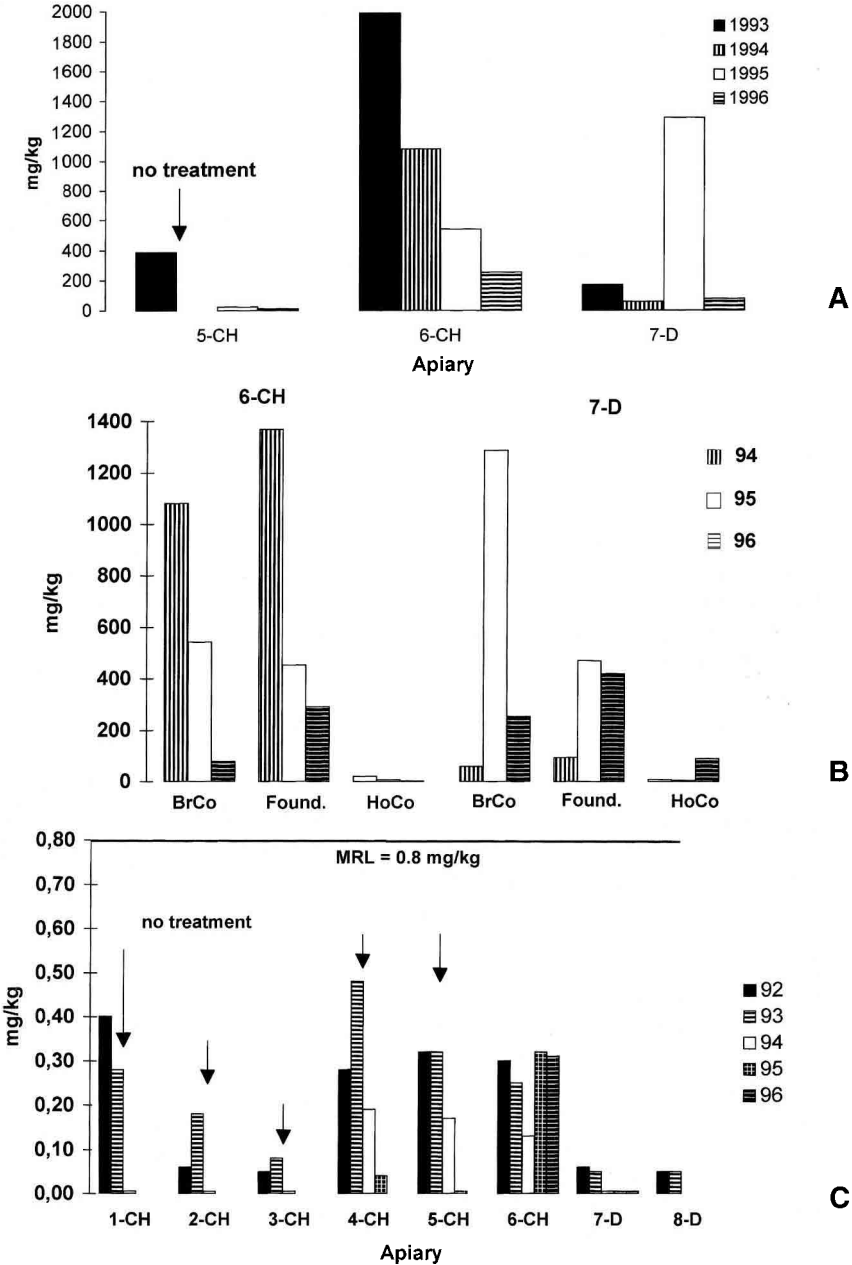 2000
1993
1800
1994
1600
1995
1400
1996
1200
mg/kg
1000
no treatment
800
600
400
200
0
A
5-CH 6-CH 7-D
Apiary
6-CH 7-D
1400
94
1200
95
1000
96
800
mg/kg
600
400
200
0
B
BrCo Found. HoCo BrCo Found. HoCo
0,80
MRL = 0.8 mg/kg
0,70
no treatment
0,60
0,50
mg/kg
0,40
0,30
0,20
0,10
0,00
92
93
94
95
96
C
1-CH 2-CH 3-CH 4-CH 5-CH 6-CH 7-D 8-D
Apiary